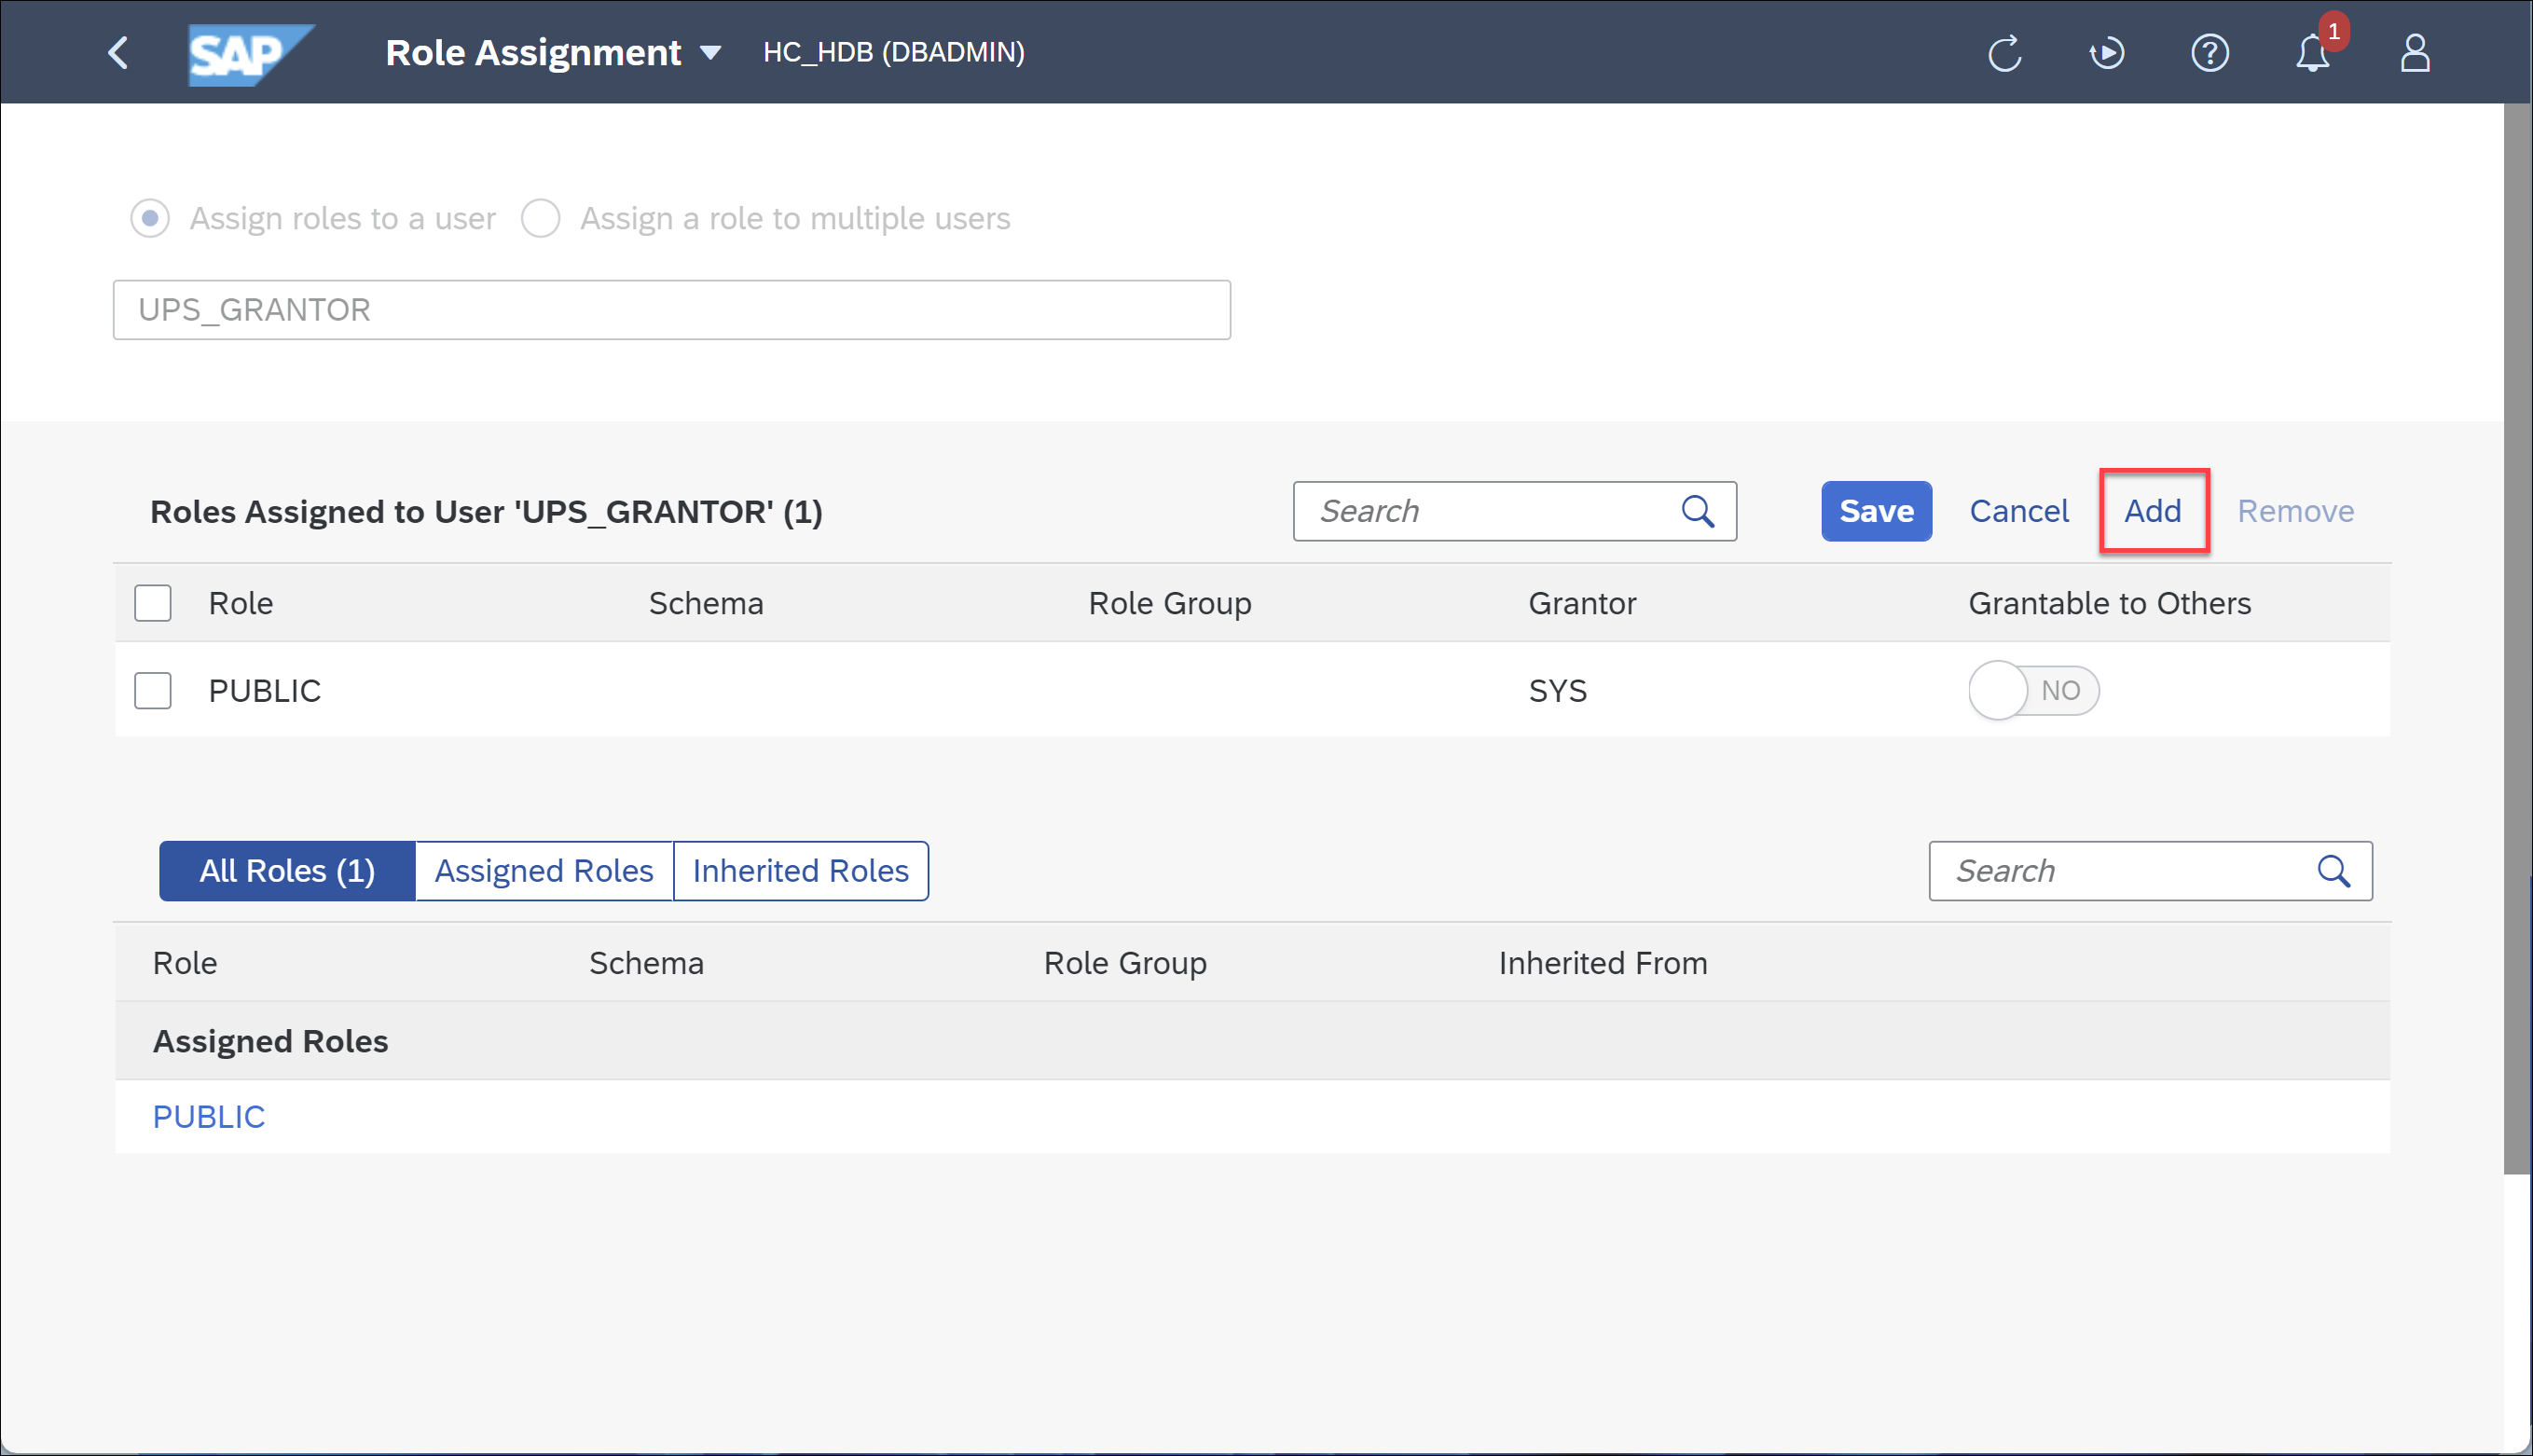 SAP Role Assignment HC_HDB (DBADMIN) ? 1
Assign roles to a user Assign a role to multiple users
UPS_GRANTOR
Roles Assigned to User 'UPS_GRANTOR' (1) Search Save Cancel Add Remove
Role Schema Role Group Grantor Grantable to Others
PUBLIC SYS NO
All Roles (1) Assigned Roles Inherited Roles Search
Role Schema Role Group Inherited From
Assigned Roles
PUBLIC